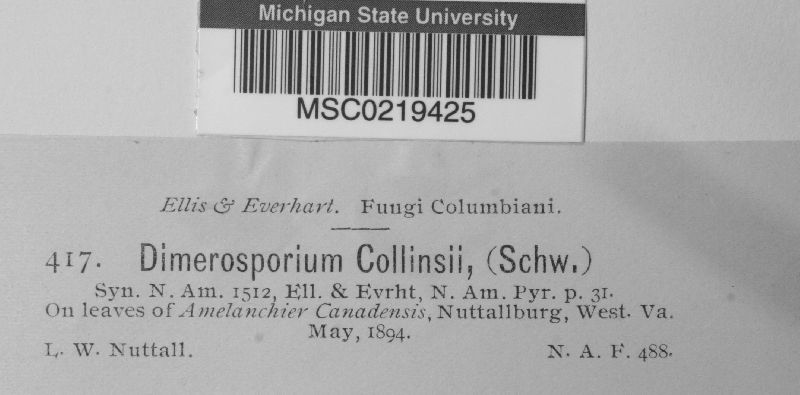 Michigan State University
MSC0219425
Ellis & Everhart. Fungi Columbiani.
417. Dimerosporium Collinsii, (Schw.)
Syn. N. Am. 1512, Ell. & Evrht, N. Am. Pyr. p. 31.
On leaves of Amelanchier Canadensis, Nuttallburg, West. Va.
May, 1894.
L. W. Nuttall. N. A. F. 488.